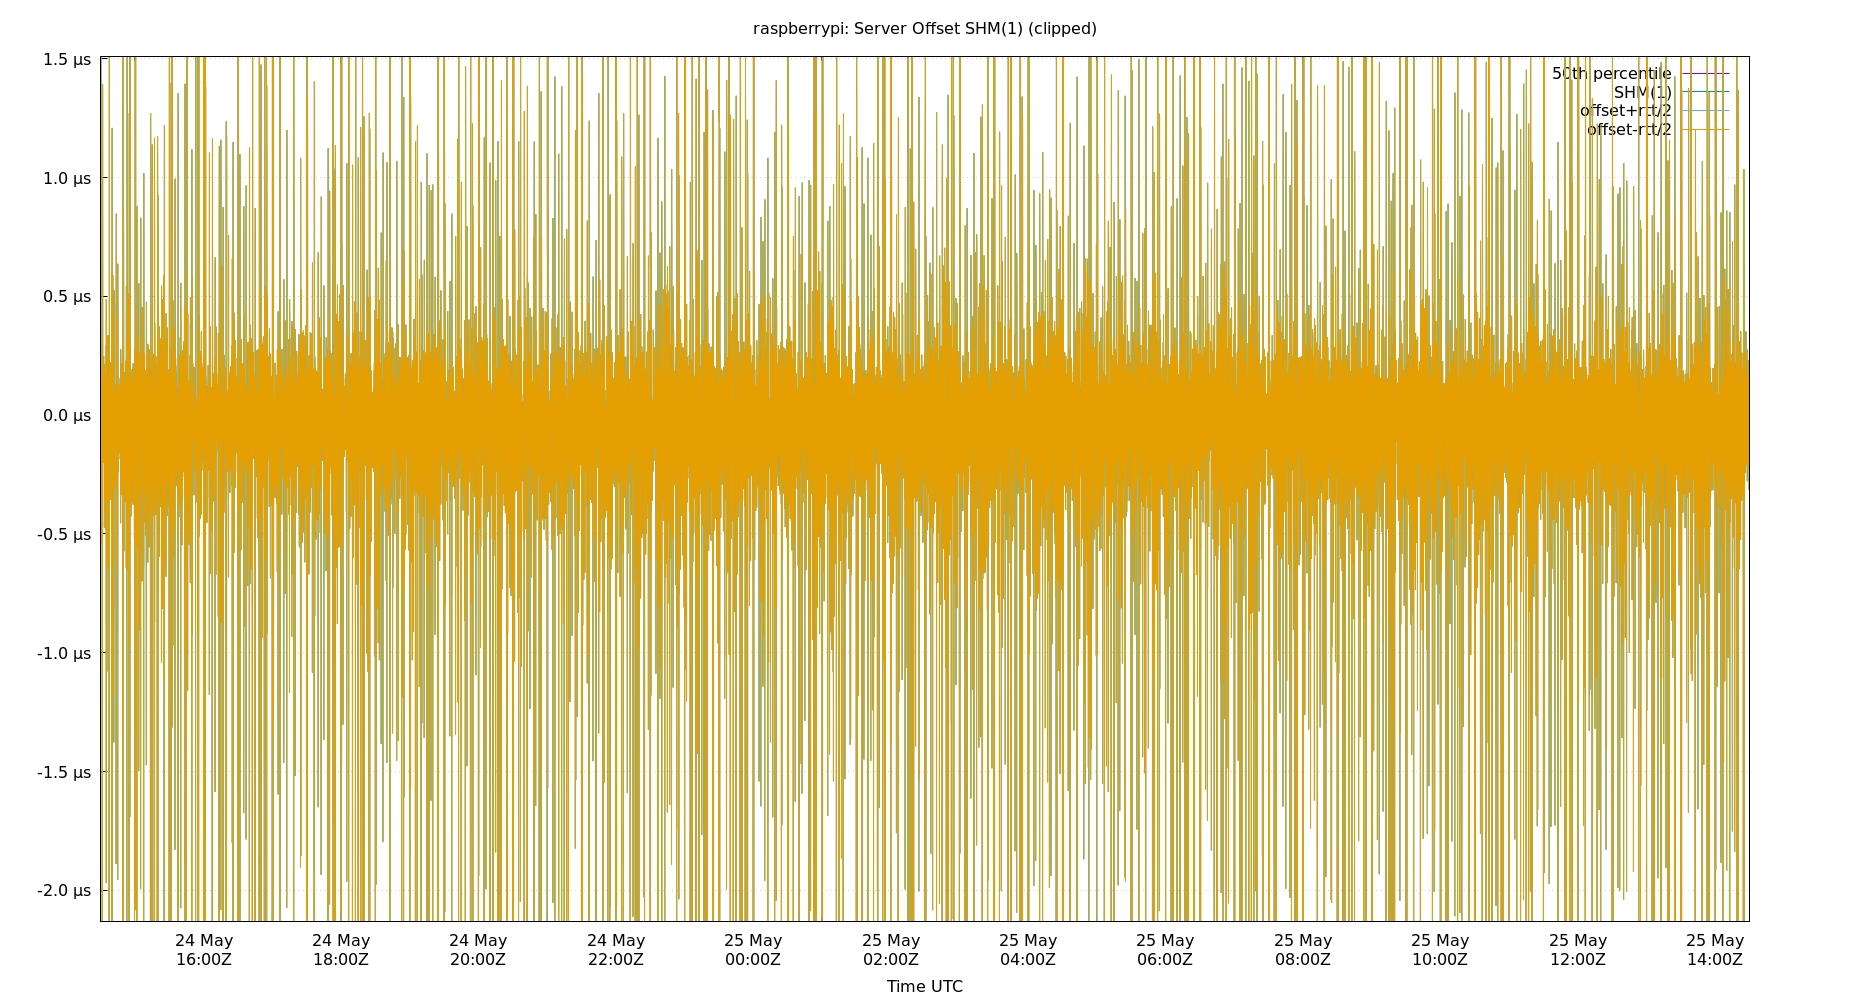 raspberrypi: Server Offset SHM(1) (clipped)
1.5 µs
1.0 µs
0.5 µs
0.0 µs
-0.5 µs
-1.0 µs
-1.5 µs
-2.0 µs
50th percentile
SHM(1)
offset+rtt/2
offset-rtt/2
24 May 24 May 24 May 24 May 25 May 25 May 25 May 25 May 25 May 25 May 25 May 25 May
16:00Z 18:00Z 20:00Z 22:00Z 00:00Z 02:00Z 04:00Z 06:00Z 08:00Z 10:00Z 12:00Z 14:00Z
Time UTC